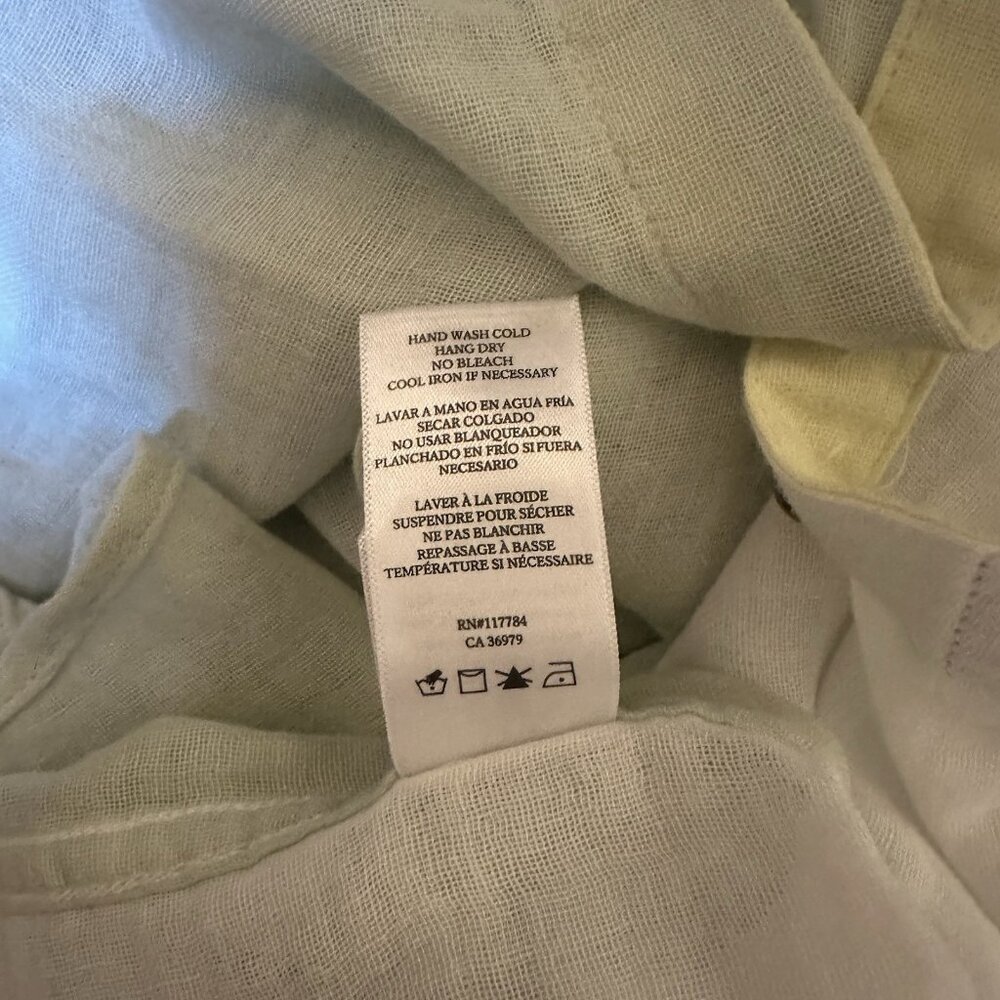 HAND WASH COLD
HANG DRY
NO BLEACH
COOL IRON IF NECESSARY
LAVAR A MANO EN AGUA FRÍA
SECAR COLGADO
NO USAR BLANQUEADOR
PLANCHADO EN FRÍO SI FUERA
NECESARIO
LAVER À LA FROIDE
SUSPENDRE POUR SÉCHER
NE PAS BLANCHIR
REPASSAGE À BASSE
TEMPÉRATURE SI NÉCESSAIRE
RN#117784
CA 36979